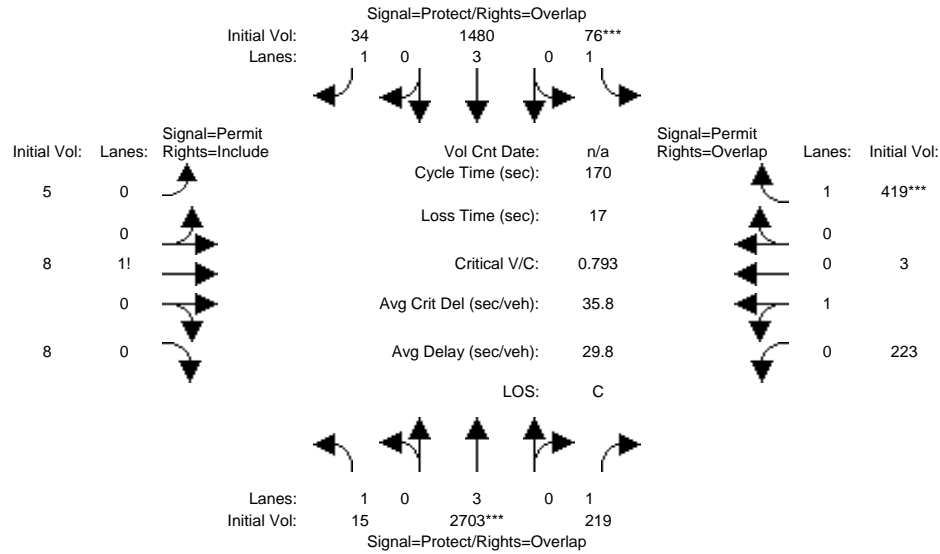 Signal=Protect/Rights=Overlap
Initial Vol: 34 1480 76***
Lanes: 1 0 3 0 1
Signal=Permit
Rights=Include
Initial Vol: Lanes:
Vol Cnt Date: n/a
Signal=Permit
Rights=Overlap
Lanes: Initial Vol:
Cycle Time (sec): 170
5 0
1 419***
Loss Time (sec): 17
0
0
8 1!
Critical V/C: 0.793
0 3
0
Avg Crit Del (sec/veh): 35.8
1
8 0
Avg Delay (sec/veh): 29.8
0 223
LOS: C
Lanes: 1 0 3 0 1
Initial Vol: 15 2703*** 219
Signal=Protect/Rights=Overlap